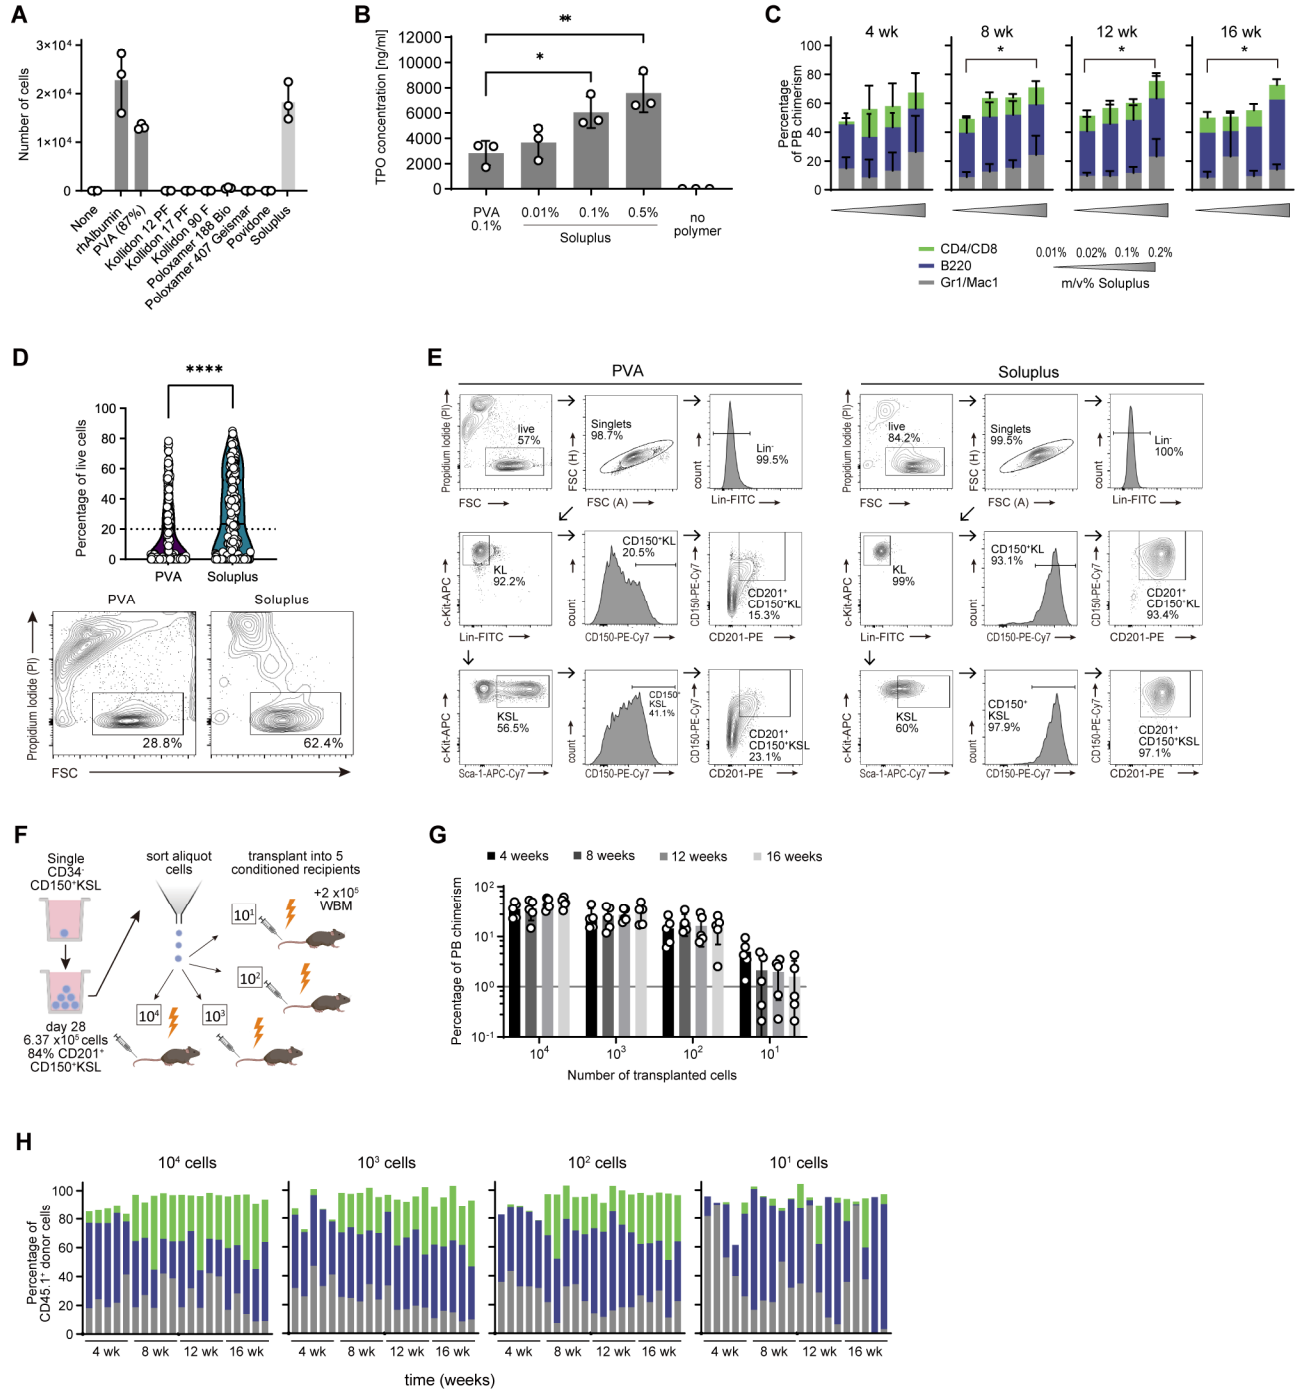 A
Number of cells
3×10⁴
2×10⁴
1×10⁴
0
None
rhAlbumin
PVA (87%)
Kollidon 12 PF
Kollidon 17 PF
Kollidon 90 F
Poloxamer 188 Bio
Poloxamer 407 Geismar
Povidone
Soluplus
B
TPO concentration [ng/ml]
12000
10000
8000
6000
4000
2000
0
**
*
PVA
0.1%
0.01%
0.1%
0.5%
Soluplus
no
polymer
C
Percentage
of PB chimerism
100
80
60
40
20
0
4 wk
8 wk
12 wk
16 wk
*
*
*
CD4/CD8
B220
Gr1/Mac1
0.01%
0.02%
0.1%
0.2%
m/v% Soluplus
D
****
Percentage of live cells
100
80
60
40
20
0
PVA
Soluplus
PVA
Soluplus
Propidium Iodide (PI)
28.8%
62.4%
FSC
E
PVA
Propidium Iodide (PI)
live
57%
FSC
FSC (H)
Singlets
98.7%
FSC (A)
count
Lin⁻
99.5%
Lin-FITC
c-Kit-APC
KL
92.2%
Lin-FITC
count
CD150⁺KL
20.5%
CD150-PE-Cy7
CD150-PE-Cy7
CD201⁺
CD150⁺KL
15.3%
CD201-PE
c-Kit-APC
KSL
56.5%
Sca-1-APC-Cy7
count
CD150⁺
KSL
41.1%
CD150-PE-Cy7
CD150-PE-Cy7
CD201⁺
CD150⁺KSL
23.1%
CD201-PE
Soluplus
Propidium Iodide (PI)
live
84.2%
FSC
FSC (H)
Singlets
99.5%
FSC (A)
count
Lin⁻
100%
Lin-FITC
c-Kit-APC
KL
99%
Lin-FITC
count
CD150⁺KL
93.1%
CD150-PE-Cy7
CD150-PE-Cy7
CD201⁺
CD150⁺KL
93.4%
CD201-PE
c-Kit-APC
KSL
60%
Sca-1-APC-Cy7
count
CD150⁺
KSL
97.9%
CD150-PE-Cy7
CD150-PE-Cy7
CD201⁺
CD150⁺KSL
97.1%
CD201-PE
F
Single
CD34⁻
CD150⁺KSL
day 28
6.37 x10⁵ cells
84% CD201⁺
CD150⁺KSL
sort aliquot
cells
transplant into 5
conditioned recipients
+2 x10⁵
WBM
10¹
10²
10³
10⁴
G
4 weeks
8 weeks
12 weeks
16 weeks
Percentage of PB chimerism
10²
10¹
10⁰
10⁻¹
10⁴
10³
10²
10¹
Number of transplanted cells
H
Percentage of
CD45.1⁺ donor cells
100
80
60
40
20
0
10⁴ cells
10³ cells
10² cells
10¹ cells
4 wk
8 wk
12 wk
16 wk
4 wk
8 wk
12 wk
16 wk
4 wk
8 wk
12 wk
16 wk
4 wk
8 wk
12 wk
16 wk
time (weeks)